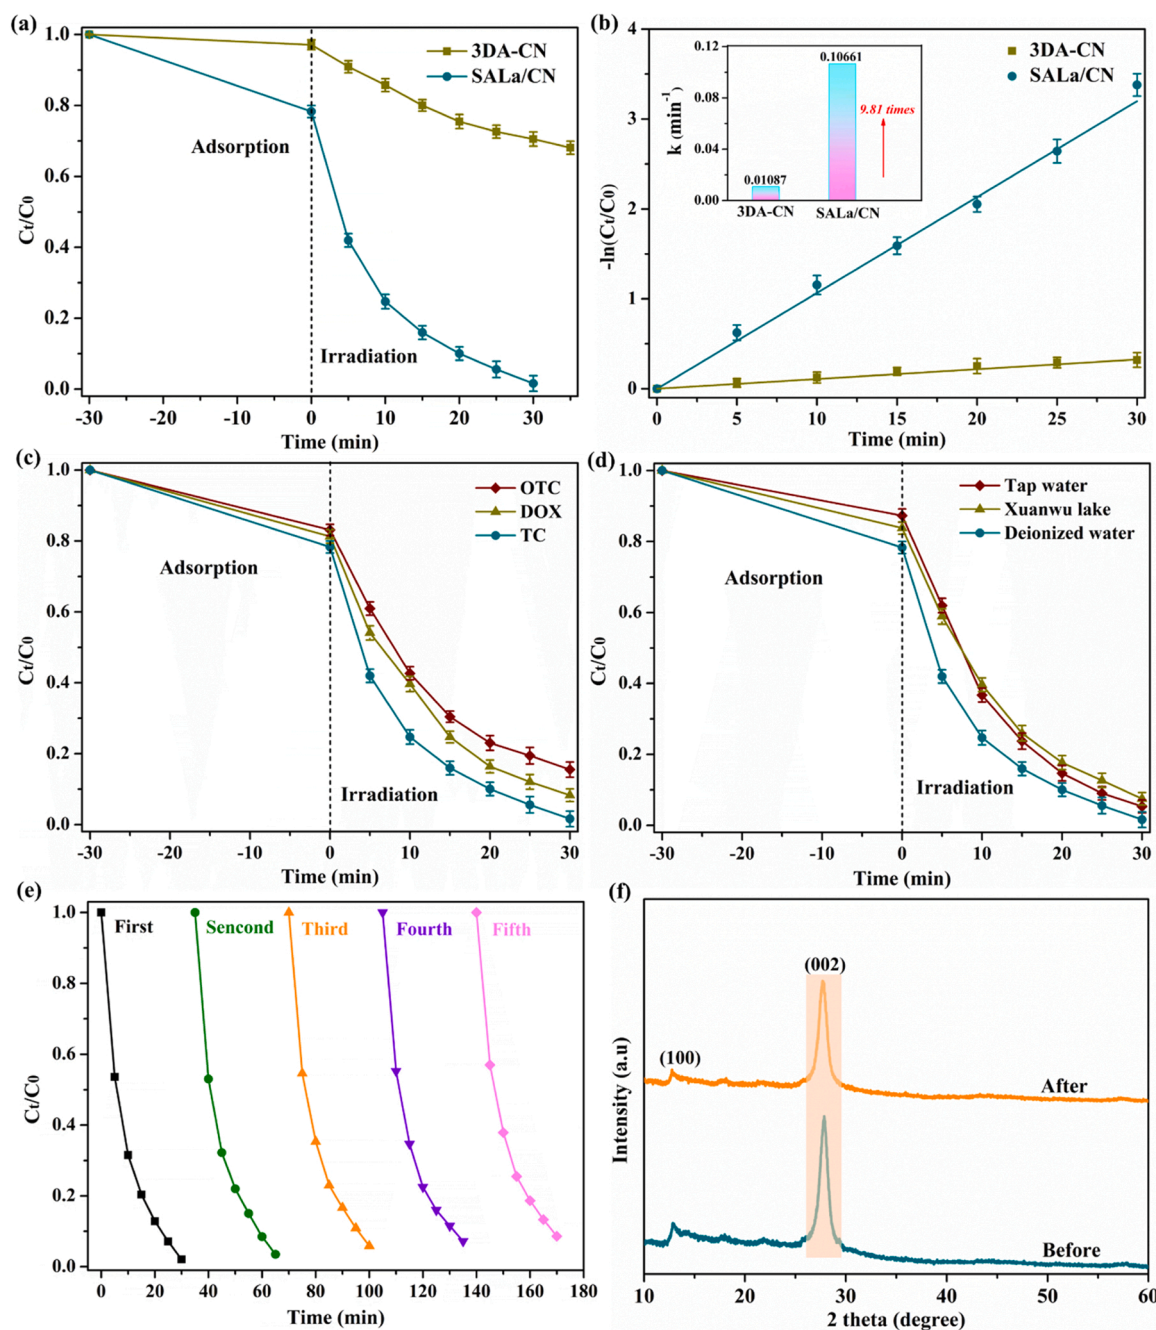 (a)
3DA-CN
SALa/CN
Adsorption
Irradiation
Ct/C0
1.0
0.8
0.6
0.4
0.2
0.0
-30
-20
-10
0
10
20
30
Time (min)
(b)
3DA-CN
SALa/CN
-ln(Ct/C0)
4
3
2
1
0
0
5
10
15
20
25
30
Time (min)
k (min-1)
0.12
0.08
0.04
0.00
0.01087
0.10661
9.81 times
3DA-CN
SALa/CN
(c)
OTC
DOX
TC
Adsorption
Irradiation
Ct/C0
1.0
0.8
0.6
0.4
0.2
0.0
-30
-20
-10
0
10
20
30
Time (min)
(d)
Tap water
Xuanwu lake
Deionized water
Adsorption
Irradiation
Ct/C0
1.0
0.8
0.6
0.4
0.2
0.0
-30
-20
-10
0
10
20
30
Time (min)
(e)
First
Sencond
Third
Fourth
Fifth
Ct/C0
1.0
0.8
0.6
0.4
0.2
0.0
0
20
40
60
80
100
120
140
160
180
Time (min)
(f)
(002)
(100)
After
Before
Intensity (a.u)
10
20
30
40
50
60
2 theta (degree)